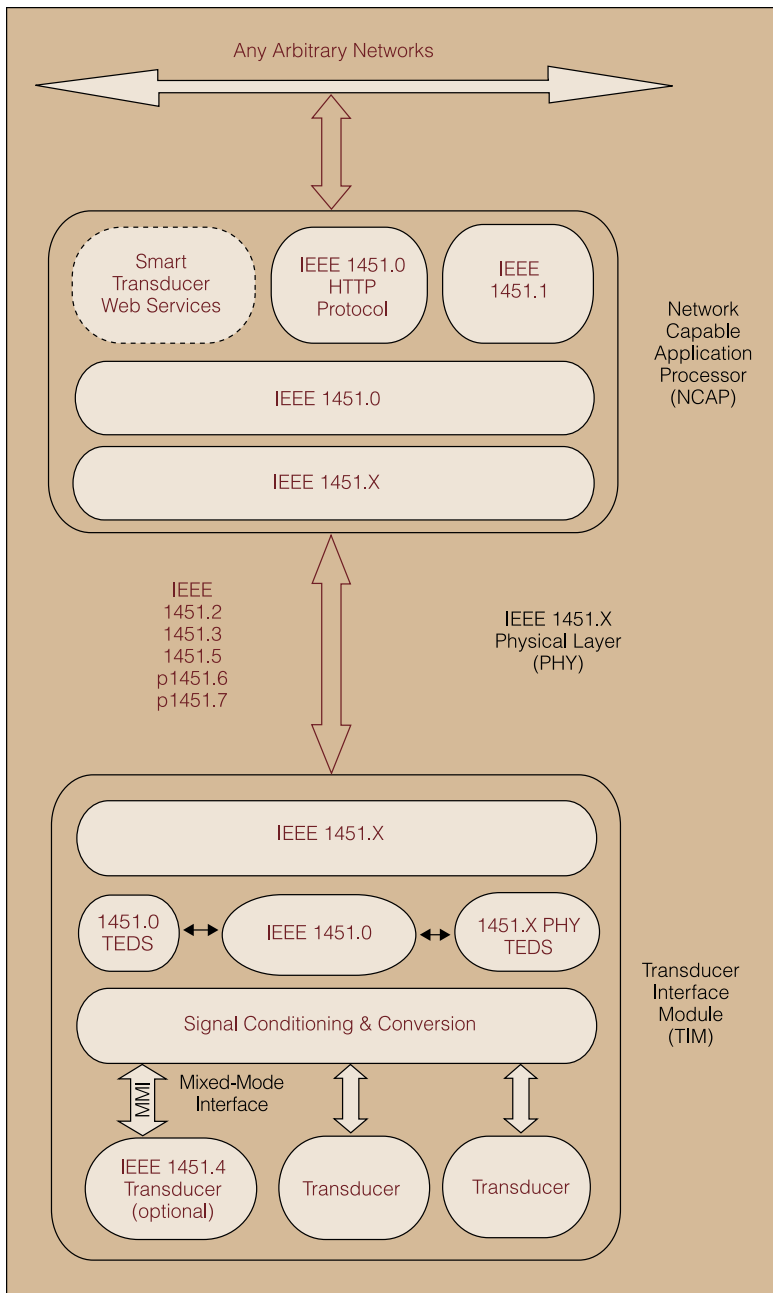 Any Arbitrary Networks
Smart
Transducer
Web Services
IEEE 1451.0
HTTP
Protocol
IEEE
1451.1
IEEE 1451.0
IEEE 1451.X
Network
Capable
Application
Processor
(NCAP)
IEEE
1451.2
1451.3
1451.5
p1451.6
p1451.7
IEEE 1451.X
Physical Layer
(PHY)
IEEE 1451.X
1451.0
TEDS
IEEE 1451.0
1451.X PHY
TEDS
Signal Conditioning & Conversion
Transducer
Interface
Module
(TIM)
MMI
Mixed-Mode
Interface
IEEE 1451.4
Transducer
(optional)
Transducer
Transducer